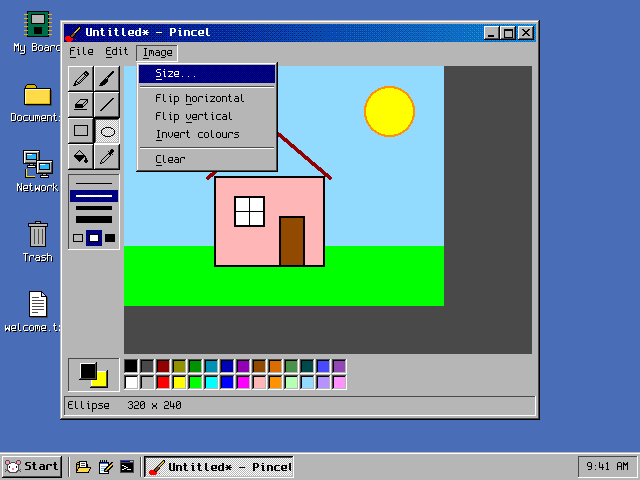 Untitled* - Pincel
File Edit Image
Size...
Flip horizontal
Flip vertical
Invert colours
Clear
My Board
Documents
Network
Trash
welcome.t
Ellipse 320 x 240
Start
Untitled* - Pincel
9:41 AM